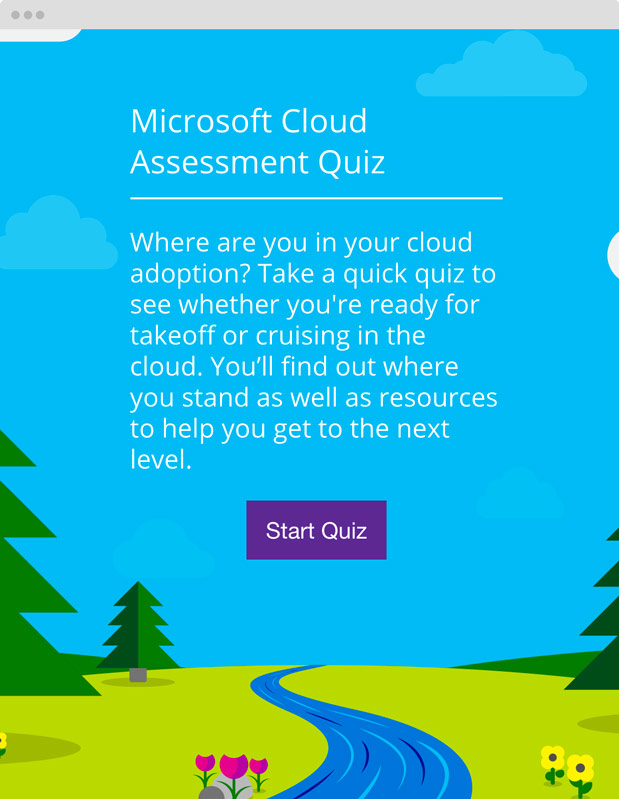 Microsoft Cloud
Assessment Quiz
Where are you in your cloud
adoption? Take a quick quiz to
see whether you're ready for
takeoff or cruising in the
cloud. You’ll find out where
you stand as well as resources
to help you get to the next
level.
Start Quiz